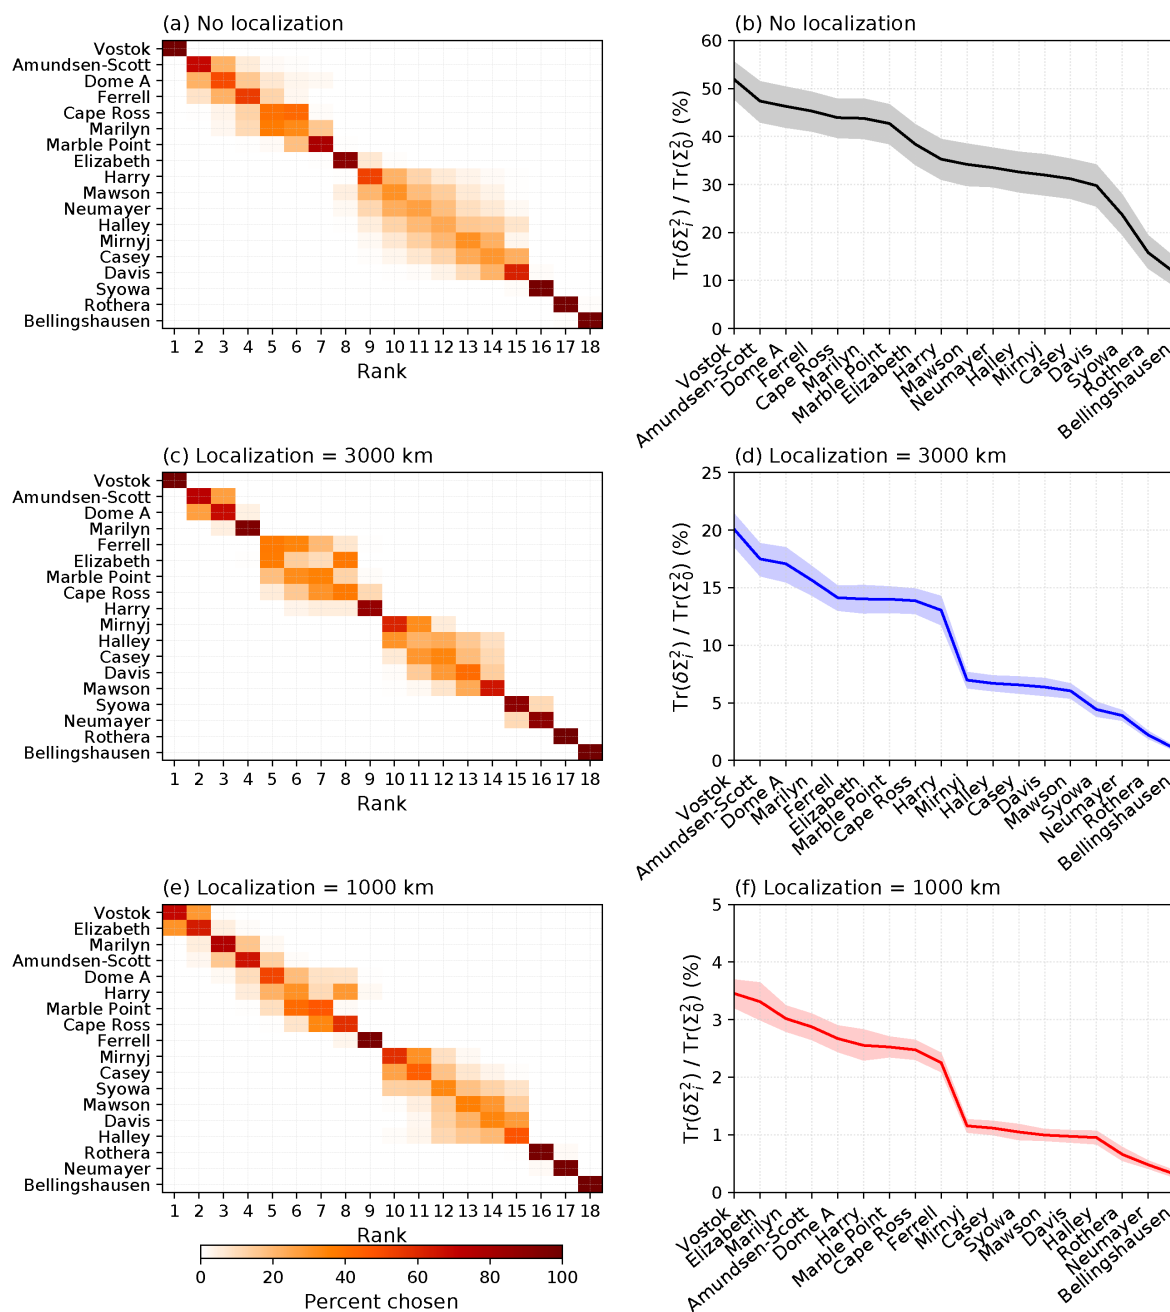 (a) No localization
Vostok
Amundsen-Scott
Dome A
Ferrell
Cape Ross
Marilyn
Marble Point
Elizabeth
Harry
Mawson
Neumayer
Halley
Mirnyj
Casey
Davis
Syowa
Rothera
Bellingshausen
1 2 3 4 5 6 7 8 9 10 11 12 13 14 15 16 17 18
Rank
(b) No localization
Tr(δΣᵢ²) / Tr(Σ₀²) (%)
60
50
40
30
20
10
0
Vostok
Amundsen-Scott
Dome A
Ferrell
Cape Ross
Marilyn
Marble Point
Elizabeth
Harry
Mawson
Neumayer
Halley
Mirnyj
Casey
Davis
Syowa
Rothera
Bellingshausen
(c) Localization = 3000 km
Vostok
Amundsen-Scott
Dome A
Marilyn
Ferrell
Elizabeth
Marble Point
Cape Ross
Harry
Mirnyj
Halley
Casey
Davis
Mawson
Syowa
Neumayer
Rothera
Bellingshausen
1 2 3 4 5 6 7 8 9 10 11 12 13 14 15 16 17 18
Rank
(d) Localization = 3000 km
Tr(δΣᵢ²) / Tr(Σ₀²) (%)
25
20
15
10
5
0
Vostok
Amundsen-Scott
Dome A
Marilyn
Ferrell
Elizabeth
Marble Point
Cape Ross
Harry
Mirnyj
Halley
Casey
Davis
Mawson
Syowa
Neumayer
Rothera
Bellingshausen
(e) Localization = 1000 km
Vostok
Elizabeth
Marilyn
Amundsen-Scott
Dome A
Harry
Marble Point
Cape Ross
Ferrell
Mirnyj
Casey
Syowa
Mawson
Davis
Halley
Rothera
Neumayer
Bellingshausen
1 2 3 4 5 6 7 8 9 10 11 12 13 14 15 16 17 18
Rank
0 20 40 60 80 100
Percent chosen
(f) Localization = 1000 km
Tr(δΣᵢ²) / Tr(Σ₀²) (%)
5
4
3
2
1
0
Vostok
Elizabeth
Marilyn
Amundsen-Scott
Dome A
Harry
Marble Point
Cape Ross
Ferrell
Mirnyj
Casey
Syowa
Mawson
Davis
Halley
Rothera
Neumayer
Bellingshausen